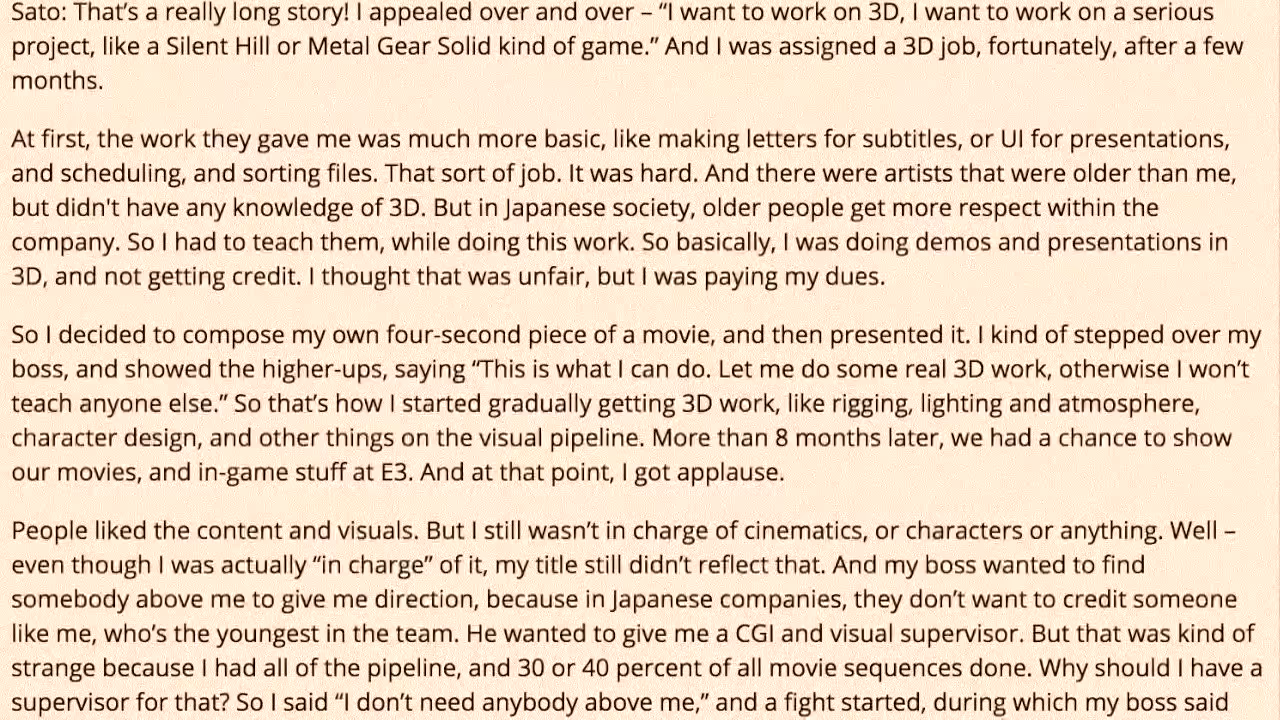 Sato: That’s a really long story! I appealed over and over – “I want to work on 3D, I want to work on a serious
project, like a Silent Hill or Metal Gear Solid kind of game.” And I was assigned a 3D job, fortunately, after a few
months.
At first, the work they gave me was much more basic, like making letters for subtitles, or UI for presentations,
and scheduling, and sorting files. That sort of job. It was hard. And there were artists that were older than me,
but didn't have any knowledge of 3D. But in Japanese society, older people get more respect within the
company. So I had to teach them, while doing this work. So basically, I was doing demos and presentations in
3D, and not getting credit. I thought that was unfair, but I was paying my dues.
So I decided to compose my own four-second piece of a movie, and then presented it. I kind of stepped over my
boss, and showed the higher-ups, saying “This is what I can do. Let me do some real 3D work, otherwise I won’t
teach anyone else.” So that’s how I started gradually getting 3D work, like rigging, lighting and atmosphere,
character design, and other things on the visual pipeline. More than 8 months later, we had a chance to show
our movies, and in-game stuff at E3. And at that point, I got applause.
People liked the content and visuals. But I still wasn’t in charge of cinematics, or characters or anything. Well –
even though I was actually “in charge” of it, my title still didn’t reflect that. And my boss wanted to find
somebody above me to give me direction, because in Japanese companies, they don’t want to credit someone
like me, who’s the youngest in the team. He wanted to give me a CGI and visual supervisor. But that was kind of
strange because I had all of the pipeline, and 30 or 40 percent of all movie sequences done. Why should I have a
supervisor for that? So I said “I don’t need anybody above me,” and a fight started, during which my boss said